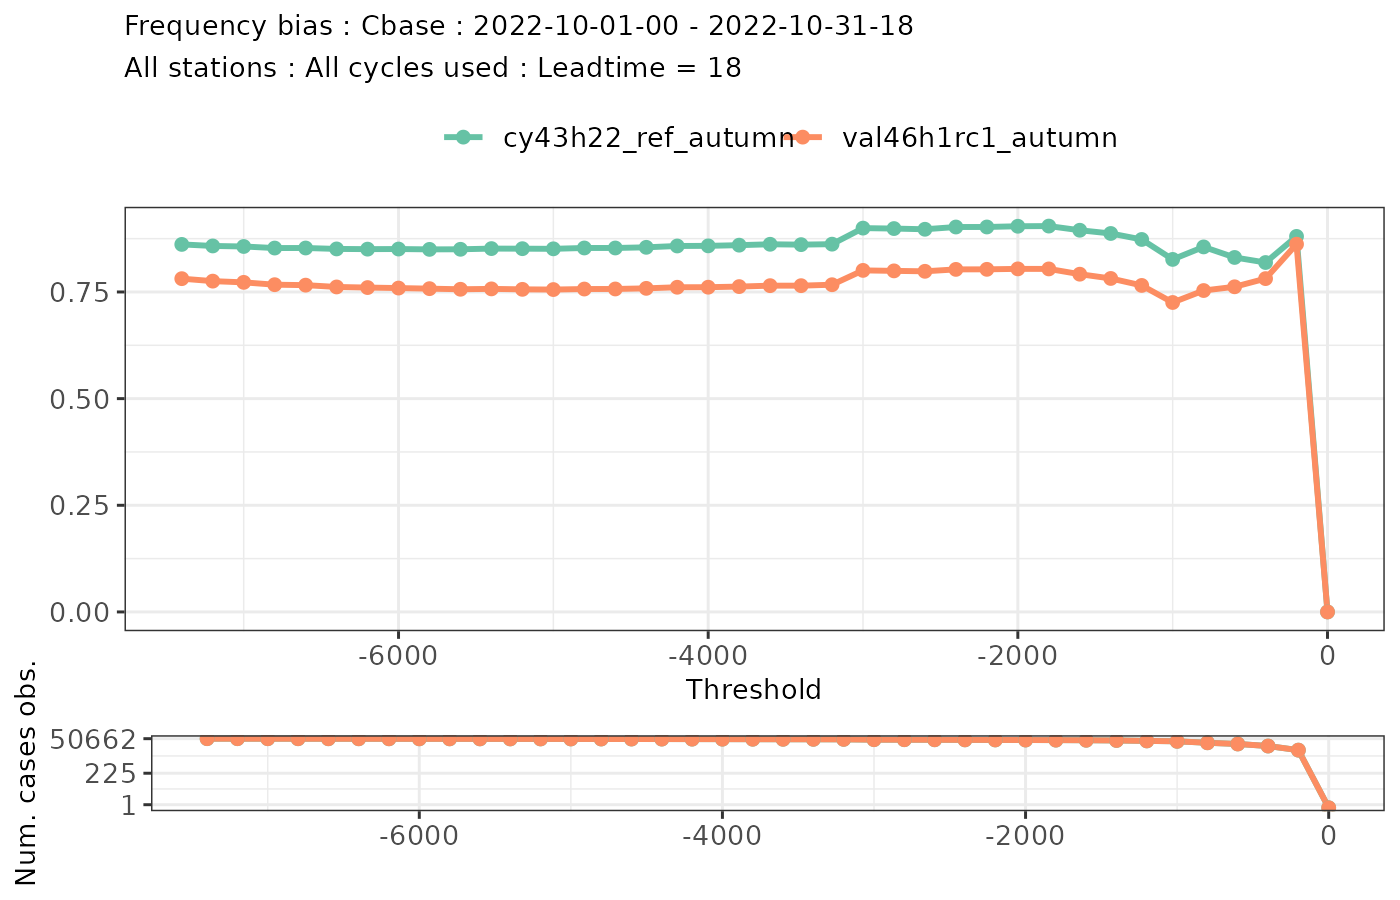 Frequency bias : Cbase : 2022-10-01-00 - 2022-10-31-18
All stations : All cycles used : Leadtime = 18
cy43h22_ref_autumn val46h1rc1_autumn
0.75
0.50
0.25
0.00
-6000 -4000 -2000 0
Threshold
Num. cases obs.
50662
225
1
-6000 -4000 -2000 0